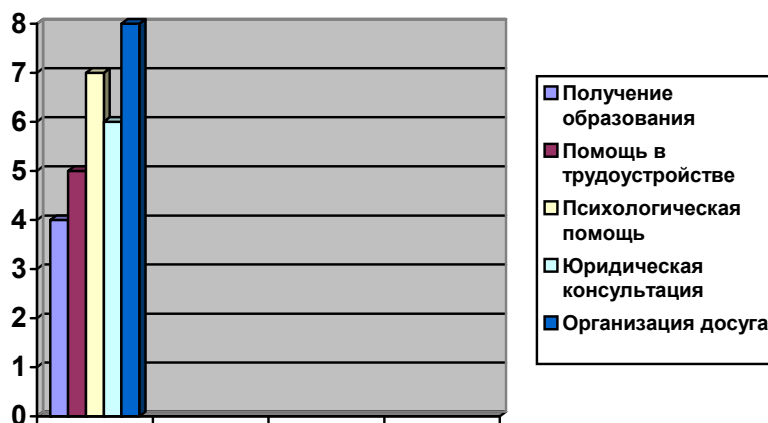 8
7
6
5
4
3
2
1
0
Получение
образования
Помощь в
трудоустройстве
Психологическая
помощь
Юридическая
консультация
Организация досуга